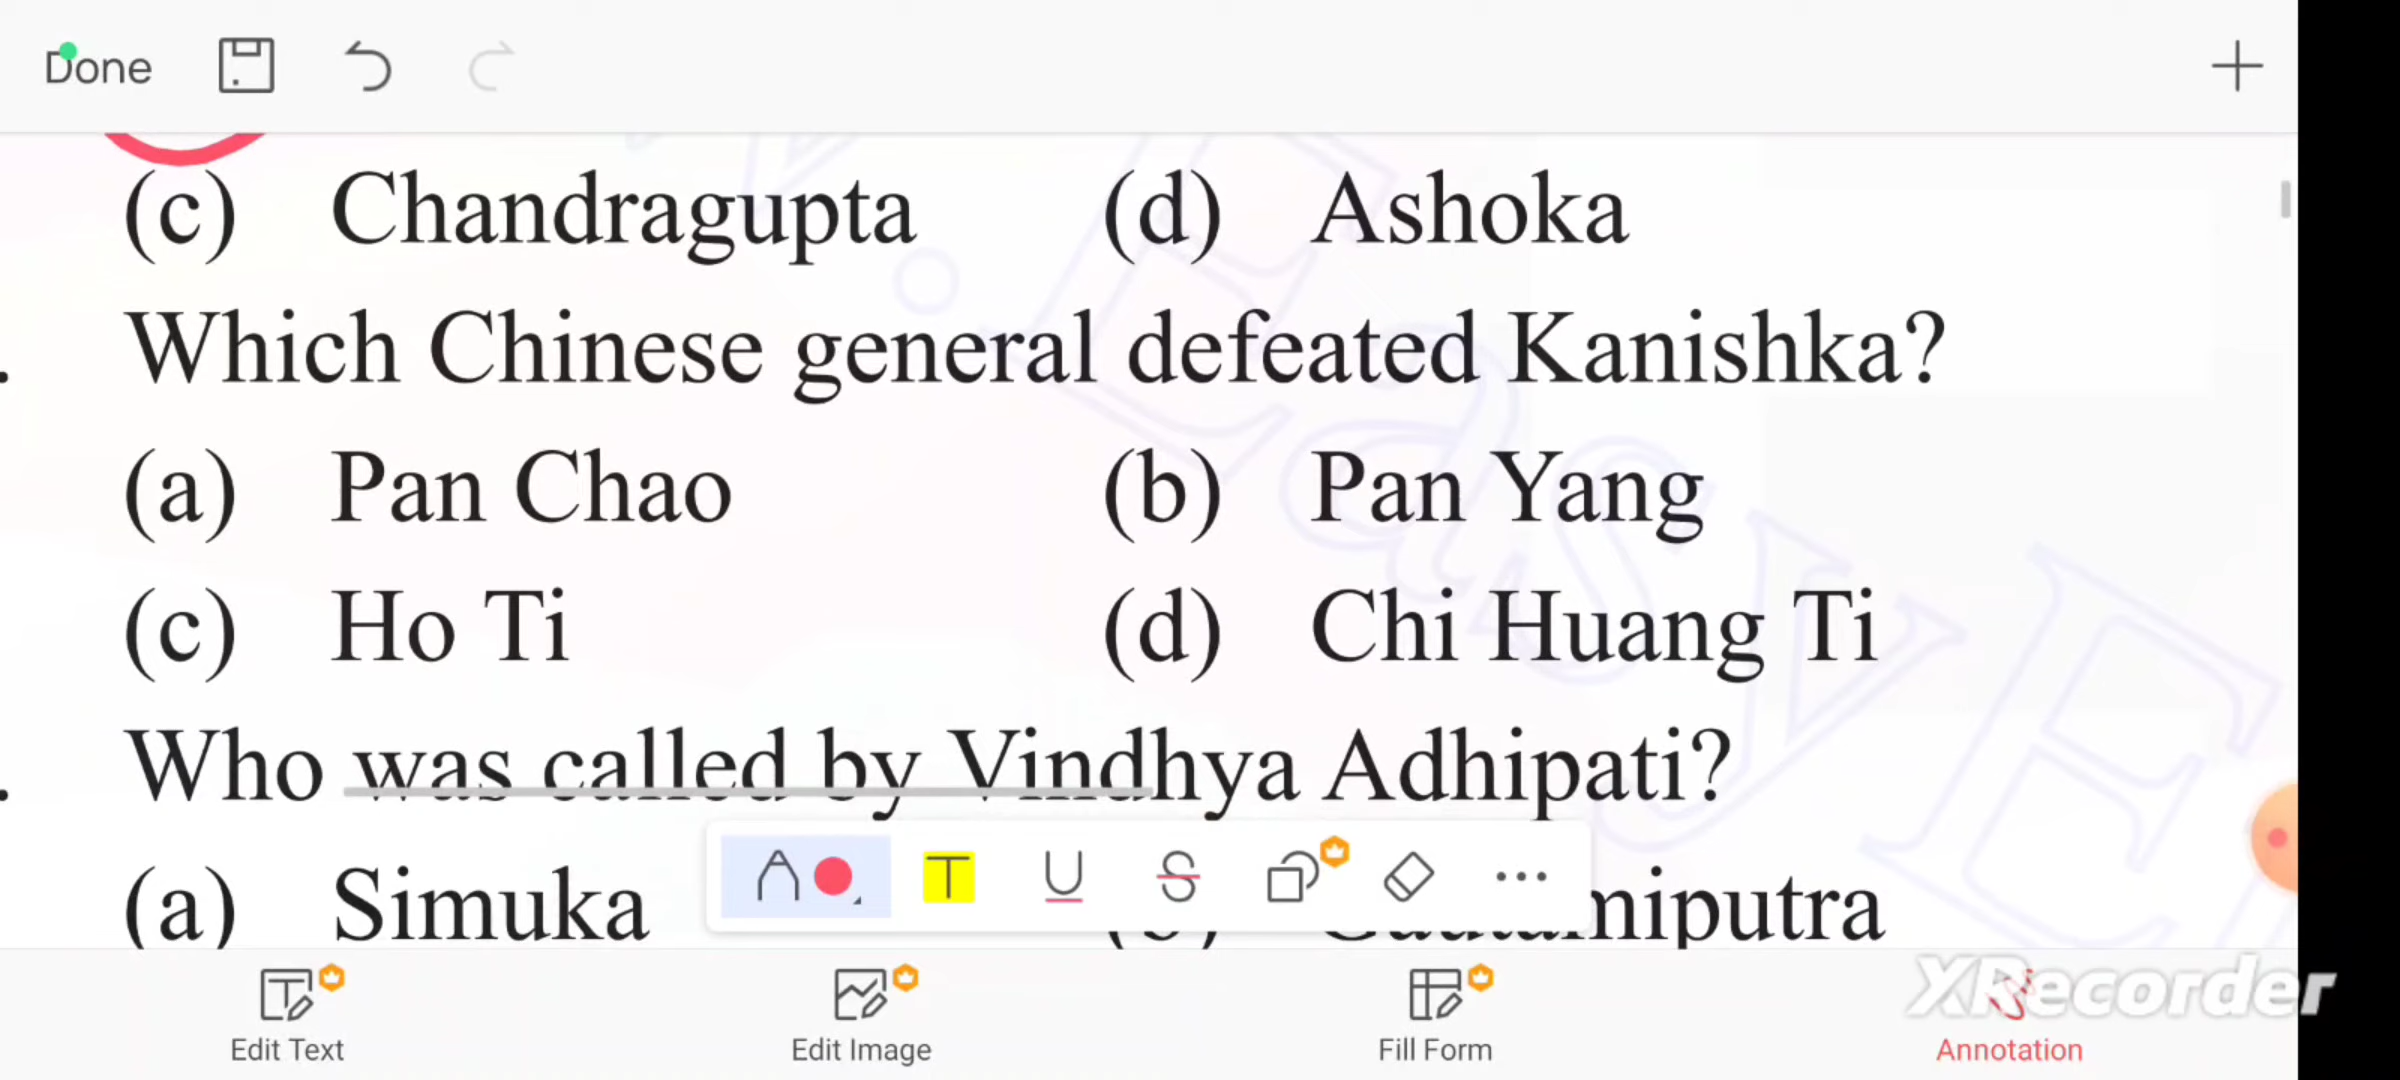 Done
(c) Chandragupta (d) Ashoka
. Which Chinese general defeated Kanishka?
(a) Pan Chao (b) Pan Yang
(c) Ho Ti (d) Chi Huang Ti
. Who was called by Vindhya Adhipati?
(a) Simuka miputra
Edit Text Edit Image Fill Form Annotation
XRecorder